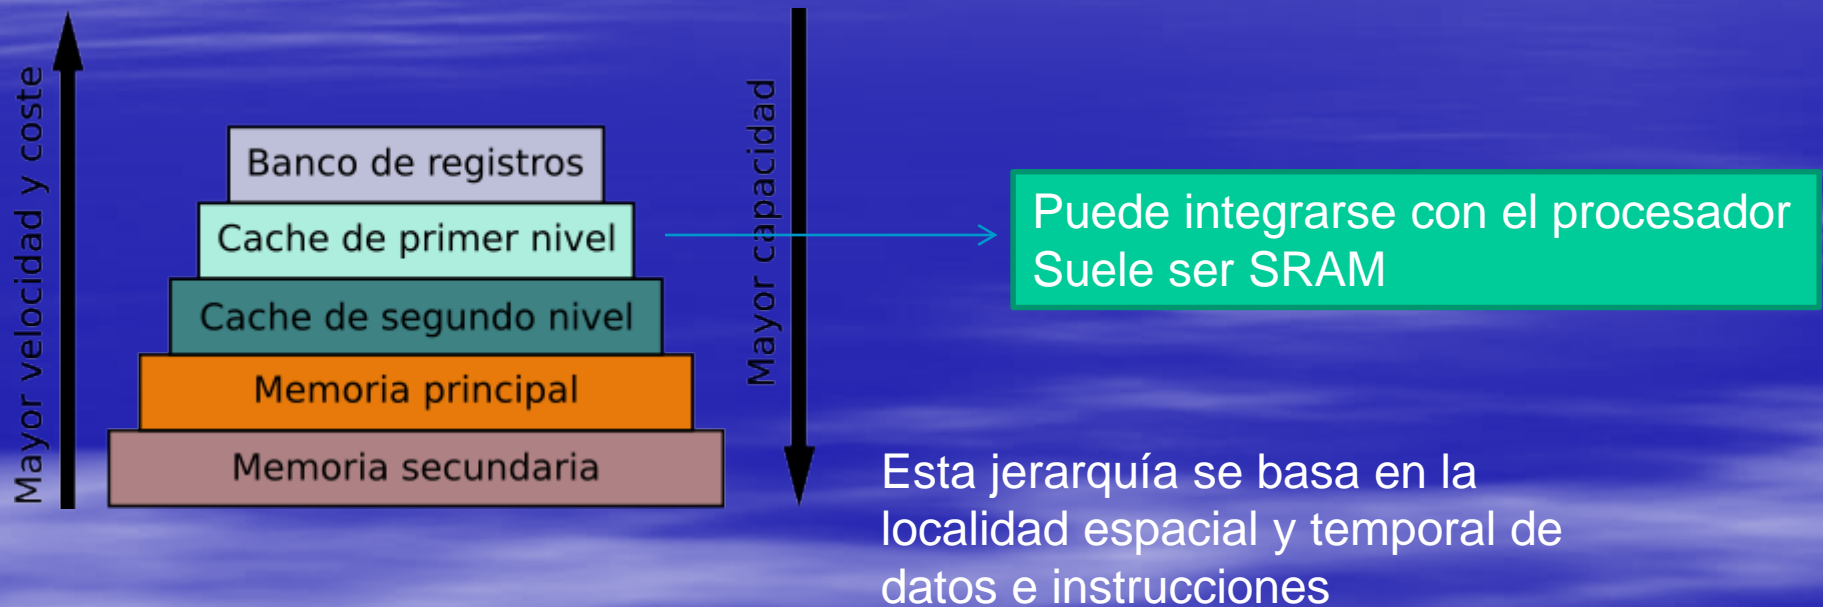 Mayor velocidad y coste
Banco de registros
Cache de primer nivel
Cache de segundo nivel
Memoria principal
Memoria secundaria
Mayor capacidad
Puede integrarse con el procesador
Suele ser SRAM
Esta jerarquía se basa en la
localidad espacial y temporal de
datos e instrucciones